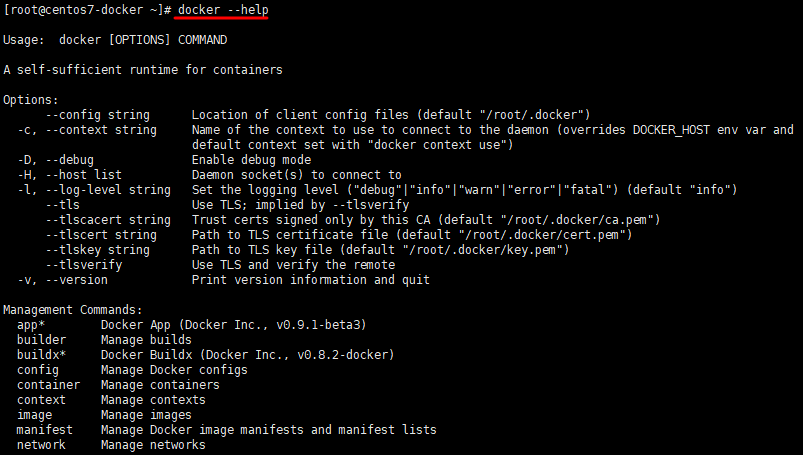 [root@centos7-docker ~]# docker --help
Usage:  docker [OPTIONS] COMMAND
A self-sufficient runtime for containers
Options:
      --config string      Location of client config files (default "/root/.docker")
  -c, --context string     Name of the context to use to connect to the daemon (overrides DOCKER_HOST env var and
                           default context set with "docker context use")
  -D, --debug              Enable debug mode
  -H, --host list          Daemon socket(s) to connect to
  -l, --log-level string   Set the logging level ("debug"|"info"|"warn"|"error"|"fatal") (default "info")
      --tls                Use TLS; implied by --tlsverify
      --tlscacert string   Trust certs signed only by this CA (default "/root/.docker/ca.pem")
      --tlscert string     Path to TLS certificate file (default "/root/.docker/cert.pem")
      --tlskey string      Path to TLS key file (default "/root/.docker/key.pem")
      --tlsverify          Use TLS and verify the remote
  -v, --version            Print version information and quit
Management Commands:
  app*        Docker App (Docker Inc., v0.9.1-beta3)
  builder     Manage builds
  buildx*     Docker Buildx (Docker Inc., v0.8.2-docker)
  config      Manage Docker configs
  container   Manage containers
  context     Manage contexts
  image       Manage images
  manifest    Manage Docker image manifests and manifest lists
  network     Manage networks